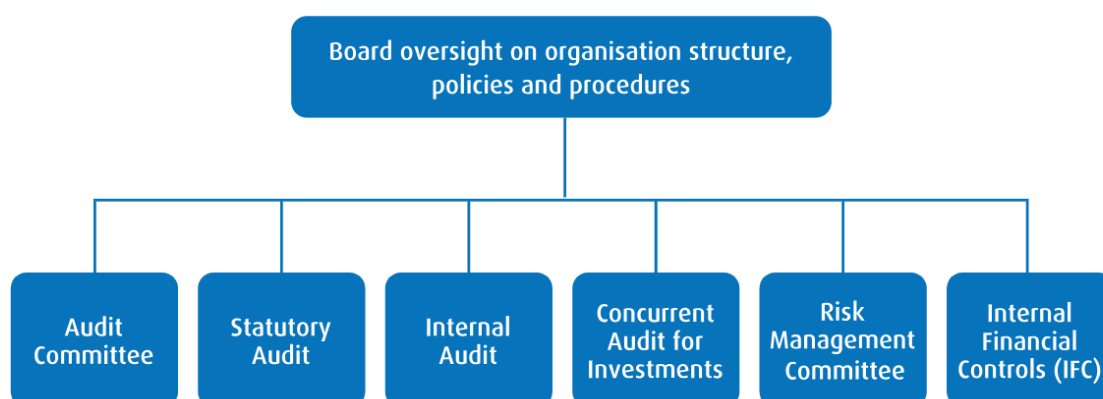 Board oversight on organisation structure,
policies and procedures
Audit
Committee
Statutory
Audit
Internal
Audit
Concurrent
Audit for
Investments
Risk
Management
Committee
Internal
Financial
Controls (IFC)